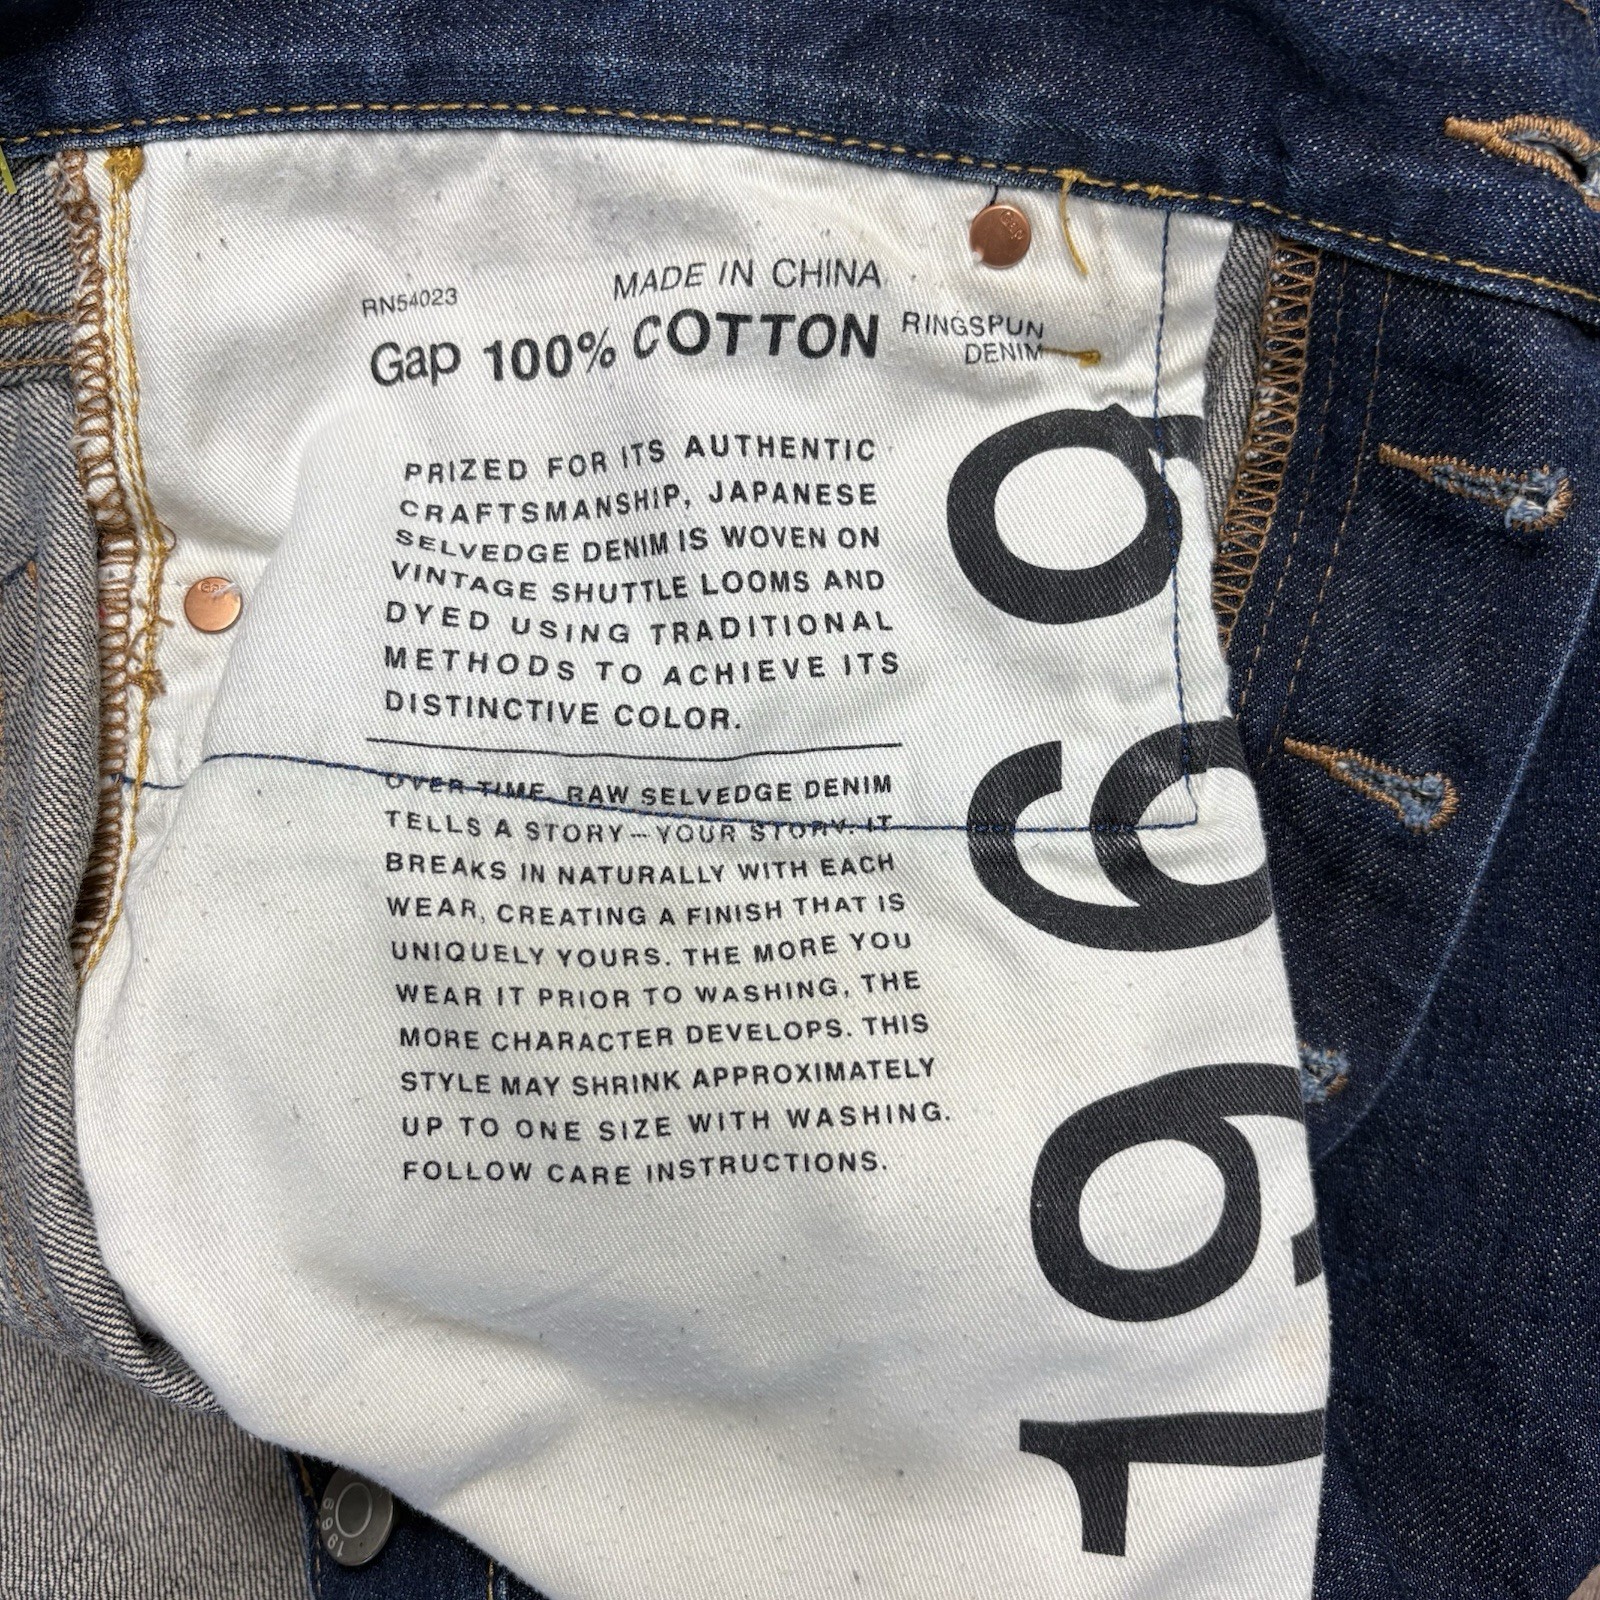 MADE IN CHINA
RN54023
Gap 100% COTTON
RINGSPUN
DENIM
PRIZED FOR ITS AUTHENTIC
CRAFTSMANSHIP, JAPANESE
SELVEDGE DENIM IS WOVEN ON
VINTAGE SHUTTLE LOOMS AND
DYED USING TRADITIONAL
METHODS TO ACHIEVE ITS
DISTINCTIVE COLOR.
OVER TIME, RAW SELVEDGE DENIM
TELLS A STORY—YOUR STORY. IT
BREAKS IN NATURALLY WITH EACH
WEAR, CREATING A FINISH THAT IS
UNIQUELY YOURS. THE MORE YOU
WEAR IT PRIOR TO WASHING, THE
MORE CHARACTER DEVELOPS. THIS
STYLE MAY SHRINK APPROXIMATELY
UP TO ONE SIZE WITH WASHING.
FOLLOW CARE INSTRUCTIONS.
1969
Gap
GAP
1969